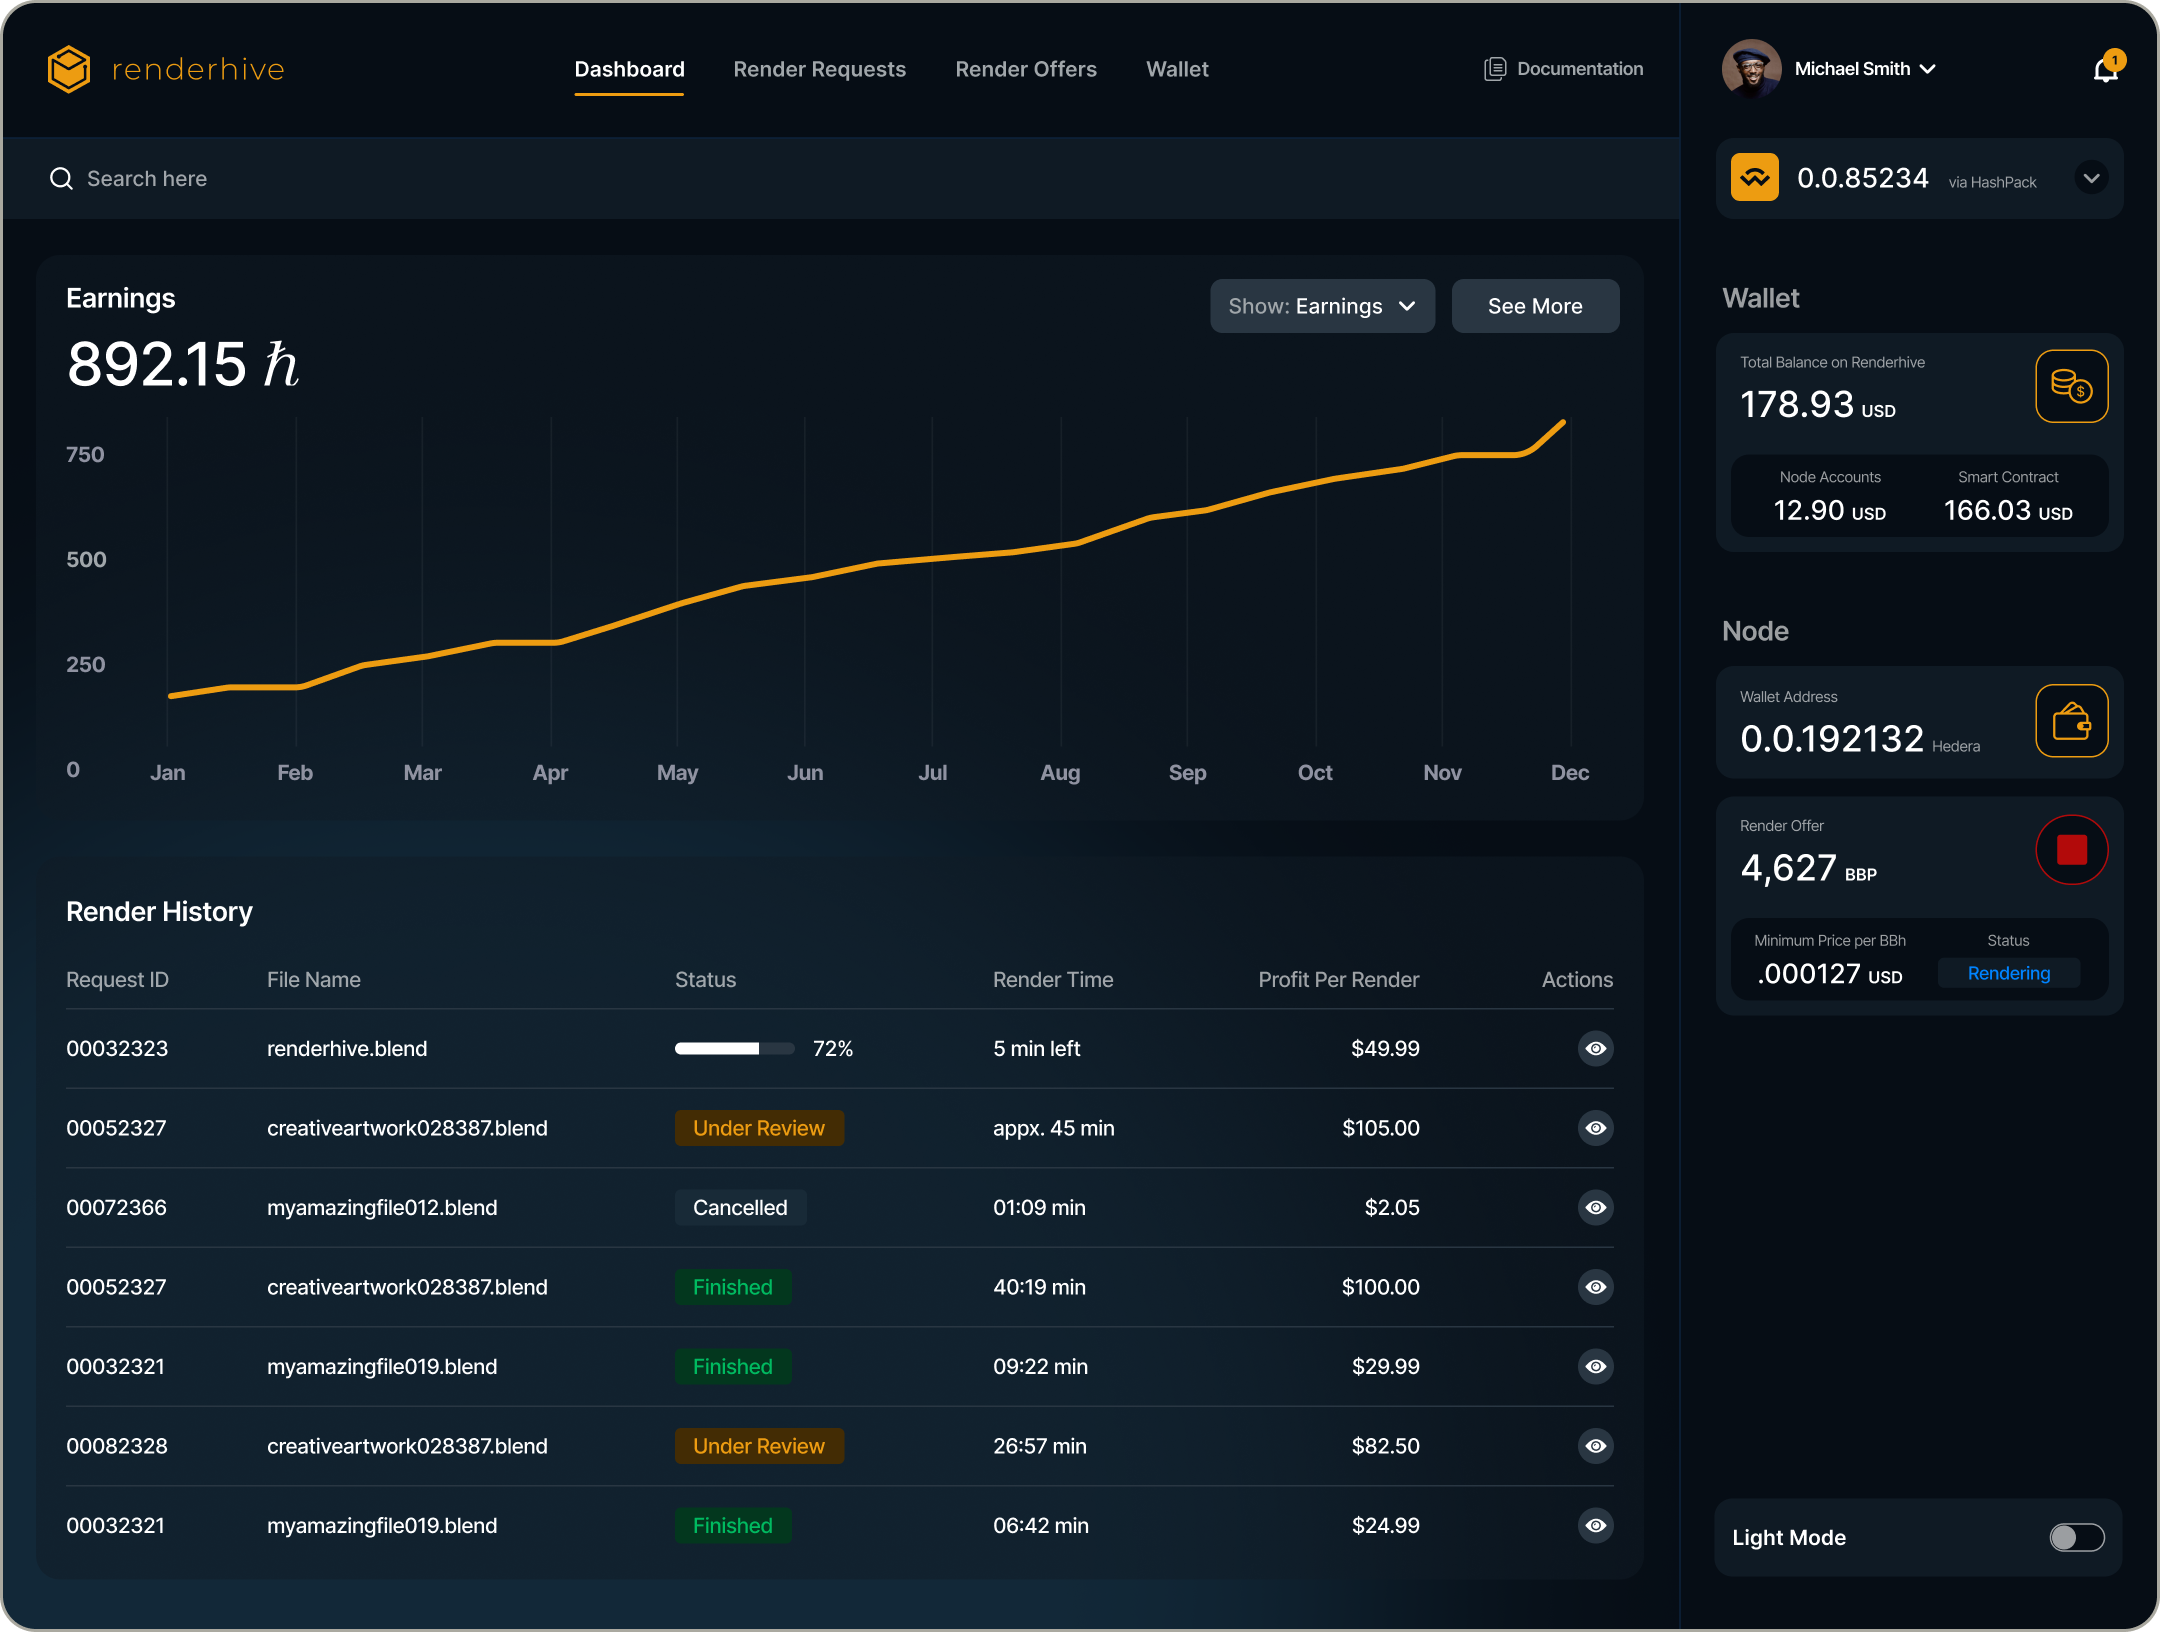 renderhive
Dashboard
Render Requests
Render Offers
Wallet
Documentation
Michael Smith
1
Search here
0.0.85234 via HashPack
Earnings
892.15 ℏ
Show: Earnings
See More
750
500
250
0
Jan Feb Mar Apr May Jun Jul Aug Sep Oct Nov Dec
Render History
Request ID File Name Status Render Time Profit Per Render Actions
00032323 renderhive.blend 72% 5 min left $49.99
00052327 creativeartwork028387.blend Under Review appx. 45 min $105.00
00072366 myamazingfile012.blend Cancelled 01:09 min $2.05
00052327 creativeartwork028387.blend Finished 40:19 min $100.00
00032321 myamazingfile019.blend Finished 09:22 min $29.99
00082328 creativeartwork028387.blend Under Review 26:57 min $82.50
00032321 myamazingfile019.blend Finished 06:42 min $24.99
Wallet
Total Balance on Renderhive
178.93 USD
$
Node Accounts
12.90 USD
Smart Contract
166.03 USD
Node
Wallet Address
0.0.192132 Hedera
Render Offer
4,627 BBP
Minimum Price per BBh
.000127 USD
Status
Rendering
Light Mode